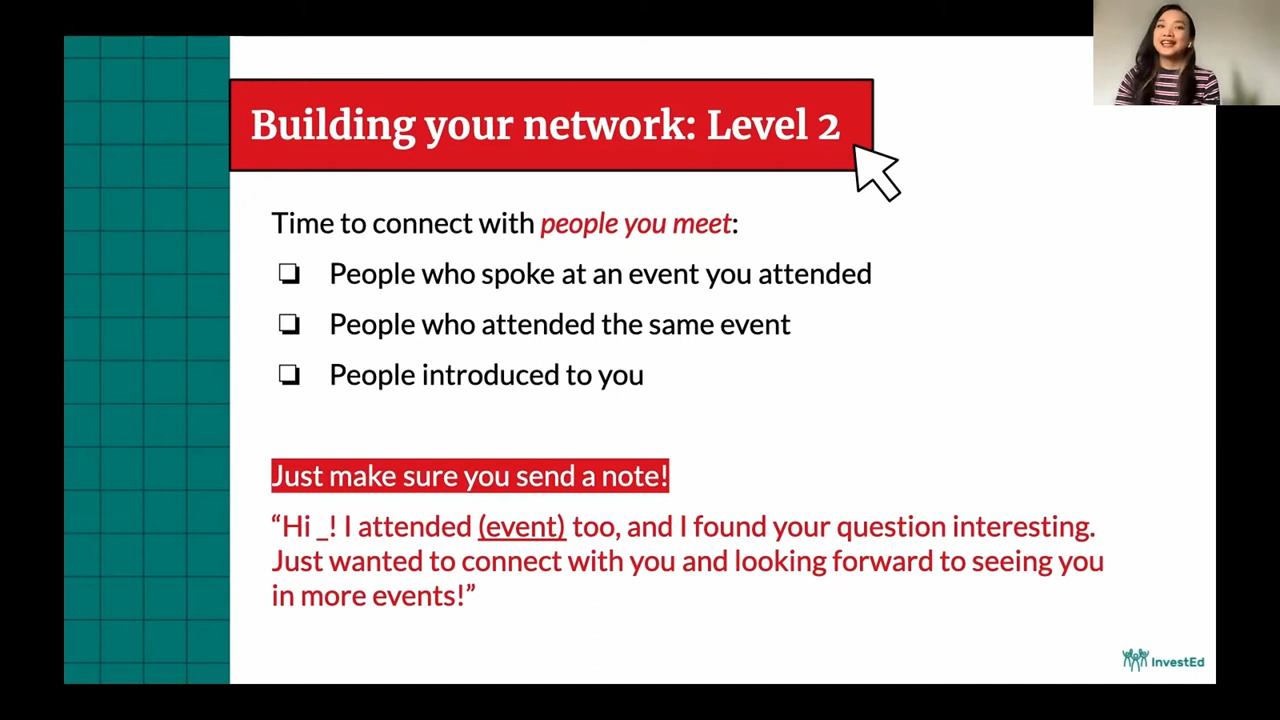 Building your network: Level 2
Time to connect with people you meet:
People who spoke at an event you attended
People who attended the same event
People introduced to you
Just make sure you send a note!
“Hi _! I attended (event) too, and I found your question interesting.
Just wanted to connect with you and looking forward to seeing you
in more events!”
InvestEd